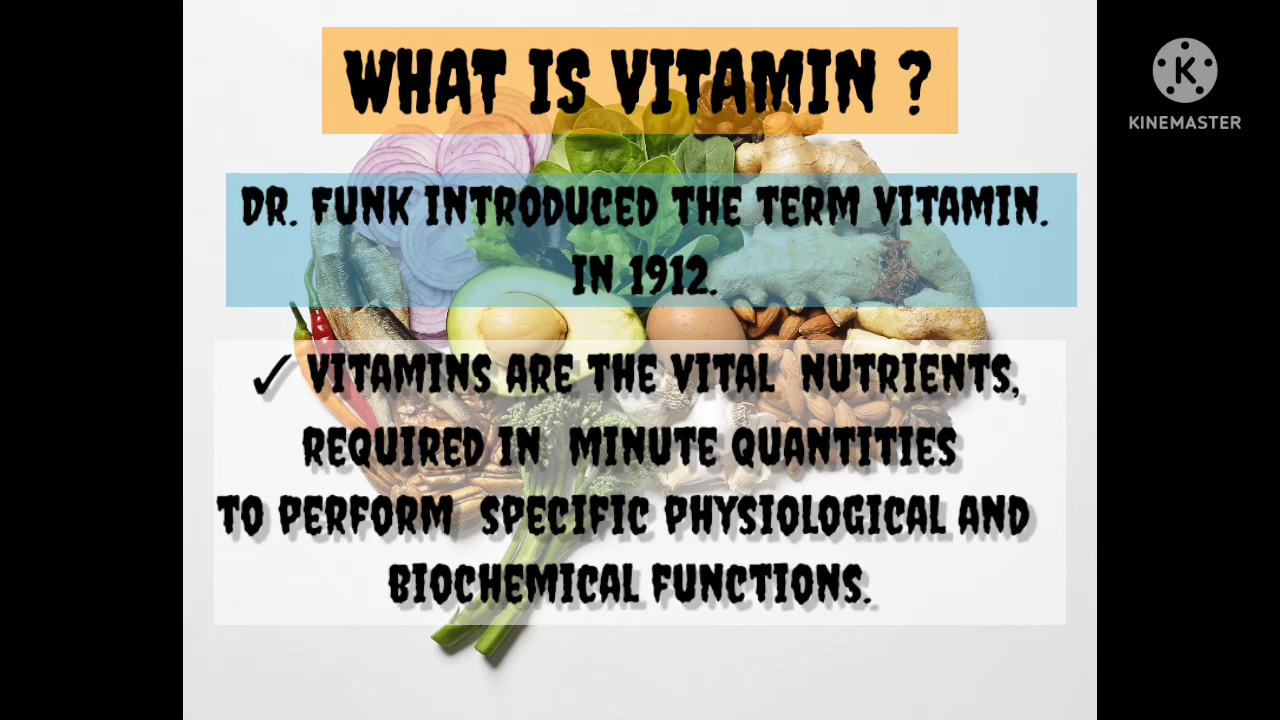 WHAT IS VITAMIN ?
K
KINEMASTER
DR. FUNK INTRODUCED THE TERM VITAMIN.
IN 1912.
✓ VITAMINS ARE THE VITAL NUTRIENTS,
REQUIRED IN MINUTE QUANTITIES
TO PERFORM SPECIFIC PHYSIOLOGICAL AND
BIOCHEMICAL FUNCTIONS.